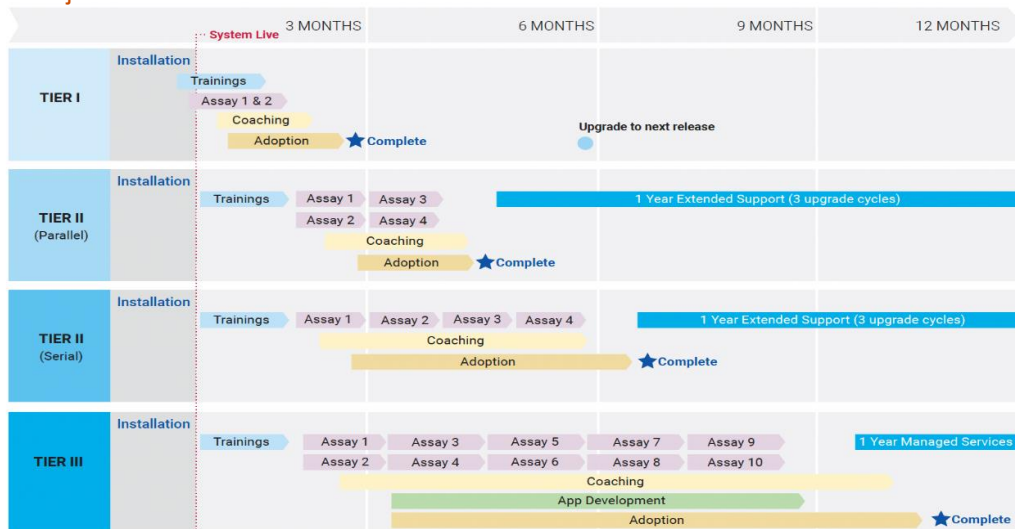 3 MONTHS
6 MONTHS
9 MONTHS
12 MONTHS
System Live
TIER I
Installation
Trainings
Assay 1 & 2
Coaching
Adoption
Complete
Upgrade to next release
TIER II
(Parallel)
Installation
Trainings
Assay 1
Assay 3
1 Year Extended Support (3 upgrade cycles)
Assay 2
Assay 4
Coaching
Adoption
Complete
TIER II
(Serial)
Installation
Trainings
Assay 1
Assay 2
Assay 3
Assay 4
1 Year Extended Support (3 upgrade cycles)
Coaching
Adoption
Complete
TIER III
Installation
Trainings
Assay 1
Assay 3
Assay 5
Assay 7
Assay 9
1 Year Managed Services
Assay 2
Assay 4
Assay 6
Assay 8
Assay 10
Coaching
App Development
Adoption
Complete